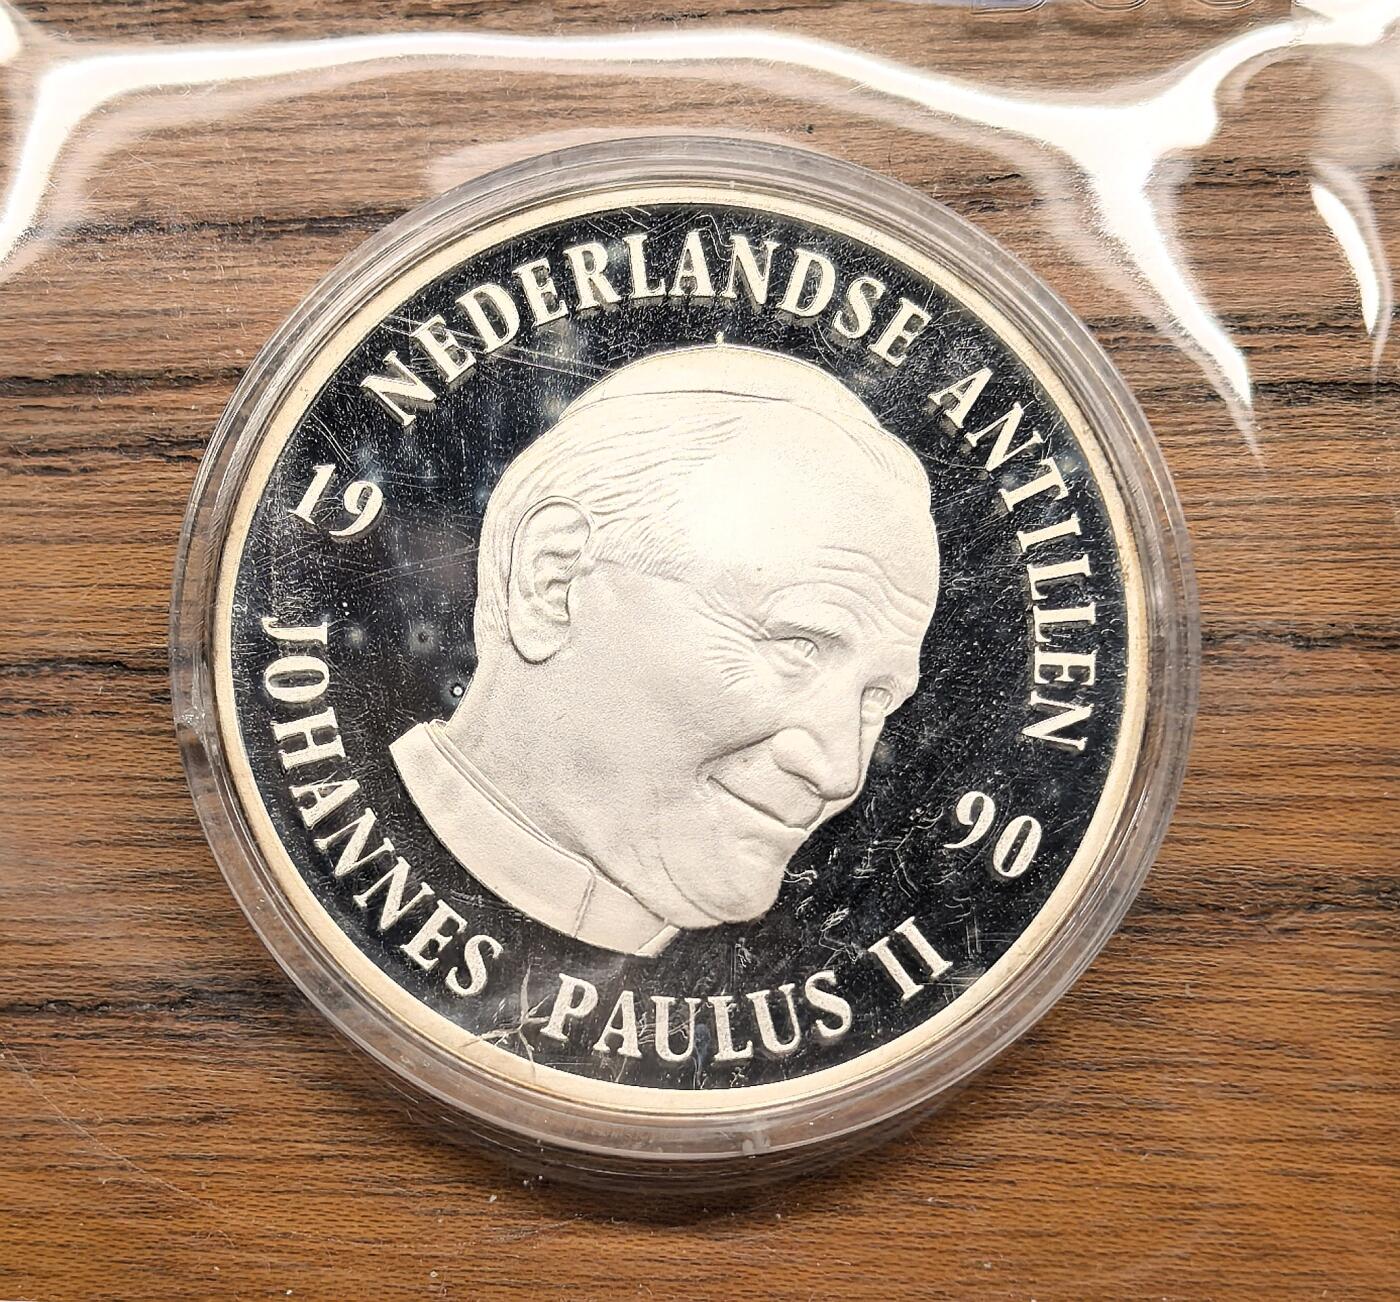 NEDERLANDSE ANTILLEN
19 90
JOHANNES PAULUS II